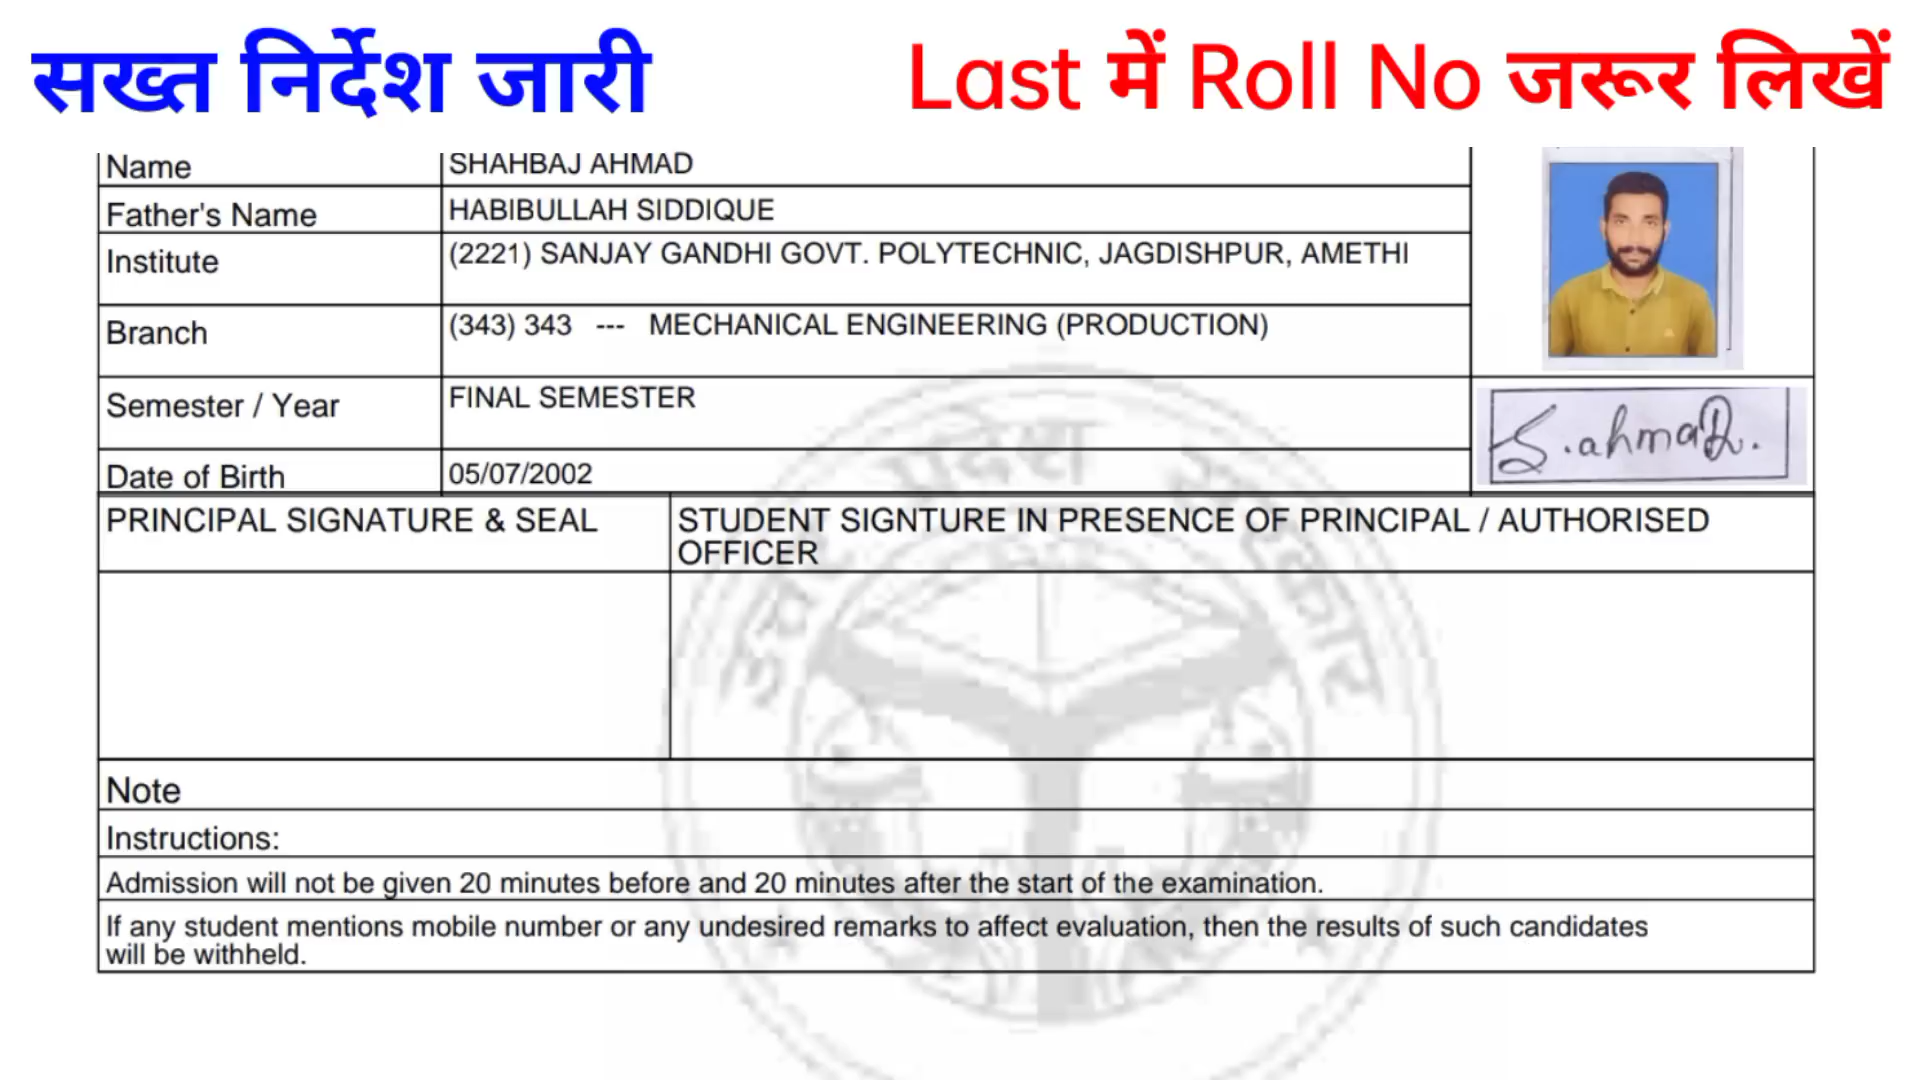 सख्त निर्देश जारी
Last में Roll No जरूर लिखें
Name SHAHBAJ AHMAD
Father's Name HABIBULLAH SIDDIQUE
Institute (2221) SANJAY GANDHI GOVT. POLYTECHNIC, JAGDISHPUR, AMETHI
Branch (343) 343 --- MECHANICAL ENGINEERING (PRODUCTION)
Semester / Year FINAL SEMESTER
S.ahmad.
Date of Birth 05/07/2002
PRINCIPAL SIGNATURE & SEAL
STUDENT SIGNTURE IN PRESENCE OF PRINCIPAL / AUTHORISED
OFFICER
उत्तर प्रदेश सरकार
Note
Instructions:
Admission will not be given 20 minutes before and 20 minutes after the start of the examination.
If any student mentions mobile number or any undesired remarks to affect evaluation, then the results of such candidates
will be withheld.